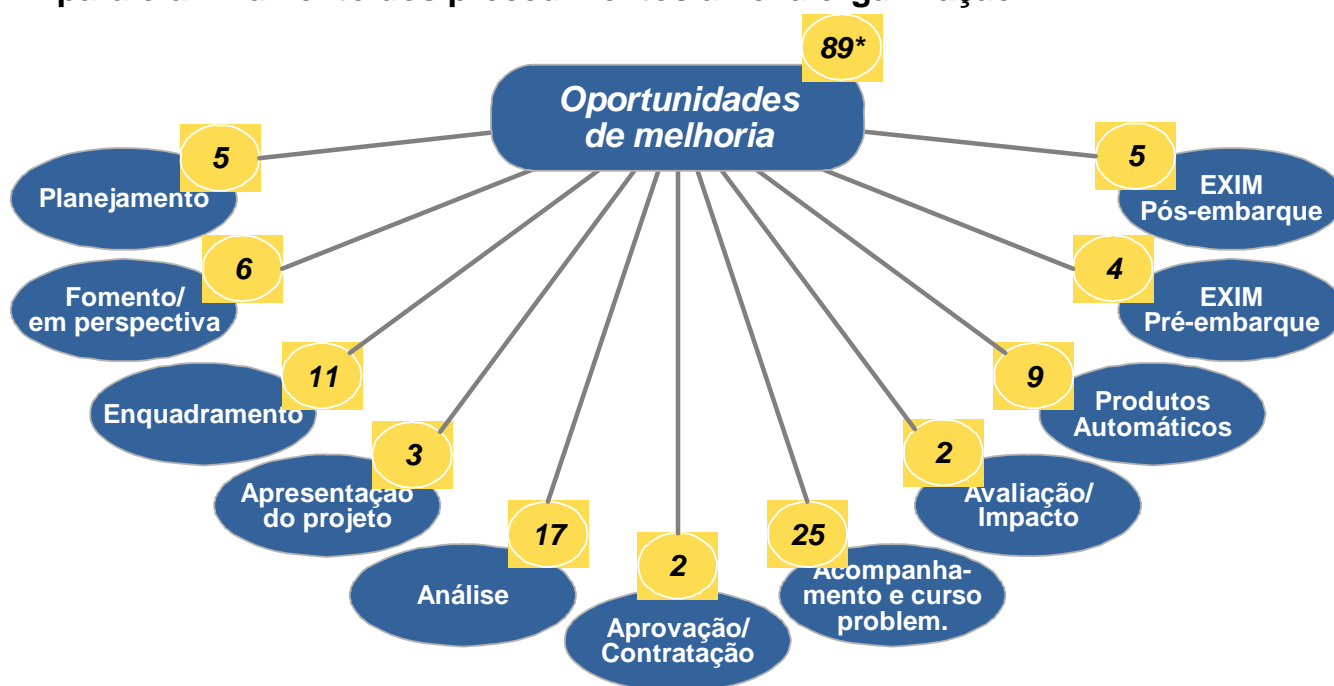 89*
Oportunidades
de melhoria
5
Planejamento
6
Fomento/
em perspectiva
11
Enquadramento
3
Apresentação
do projeto
17
Análise
2
Aprovação/
Contratação
25
Acompanha-
mento e curso
problem.
2
Avaliação/
Impacto
9
Produtos
Automáticos
4
EXIM
Pré-embarque
5
EXIM
Pós-embarque